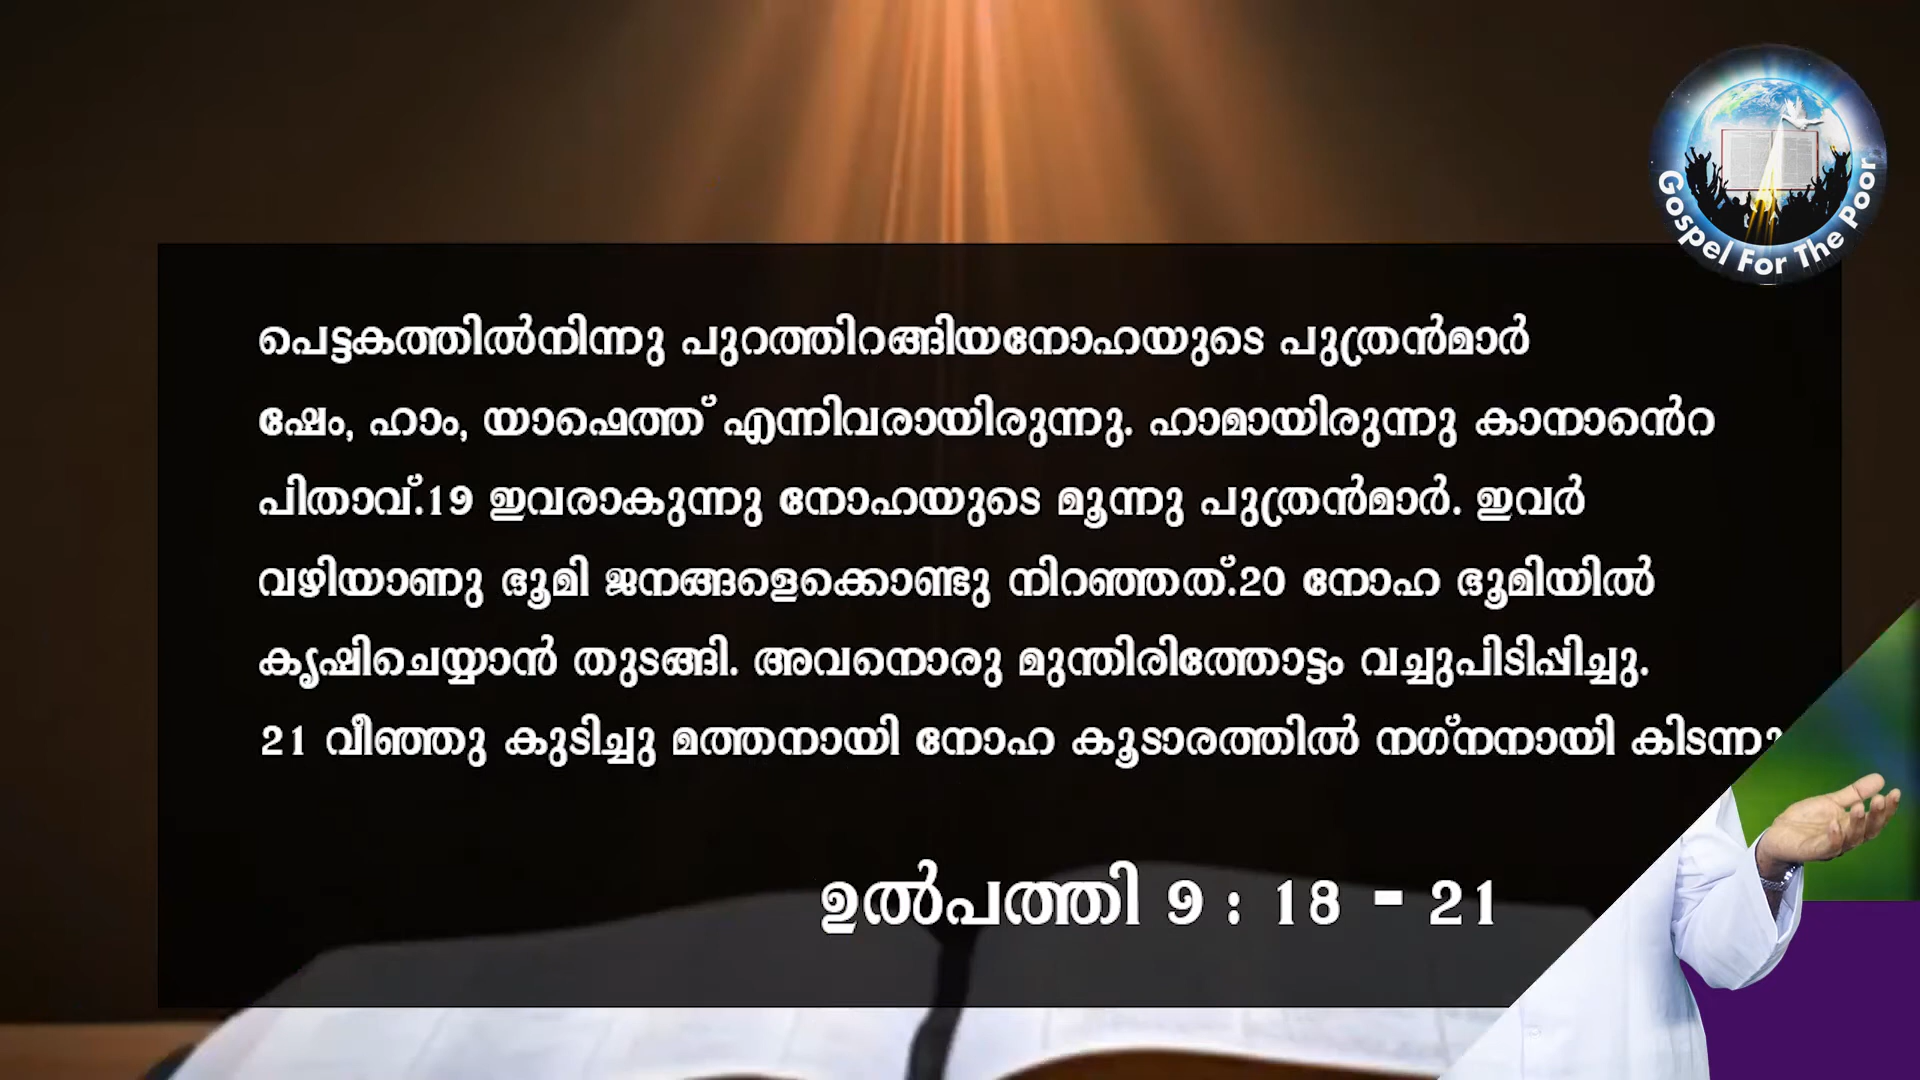 Gospel For The Poor
പെട്ടകത്തിൽനിന്നു പുറത്തിറങ്ങിയനോഹയുടെ പുത്രൻമാർ
ഷേം, ഹാം, യാഫെത്ത് എന്നിവരായിരുന്നു. ഹാമായിരുന്നു കാനാൻെറ
പിതാവ്.19 ഇവരാകുന്നു നോഹയുടെ മൂന്നു പുത്രൻമാർ. ഇവർ
വഴിയാണു ഭൂമി ജനങ്ങളെക്കൊണ്ടു നിറഞ്ഞത്.20 നോഹ ഭൂമിയിൽ
കൃഷിചെയ്യാൻ തുടങ്ങി. അവനൊരു മുന്തിരിത്തോട്ടം വച്ചുപിടിപ്പിച്ചു.
21 വീഞ്ഞു കുടിച്ചു മത്തനായി നോഹ കൂടാരത്തിൽ നഗ്നനായി കിടന്നു
ഉൽപത്തി 9 : 18 - 21